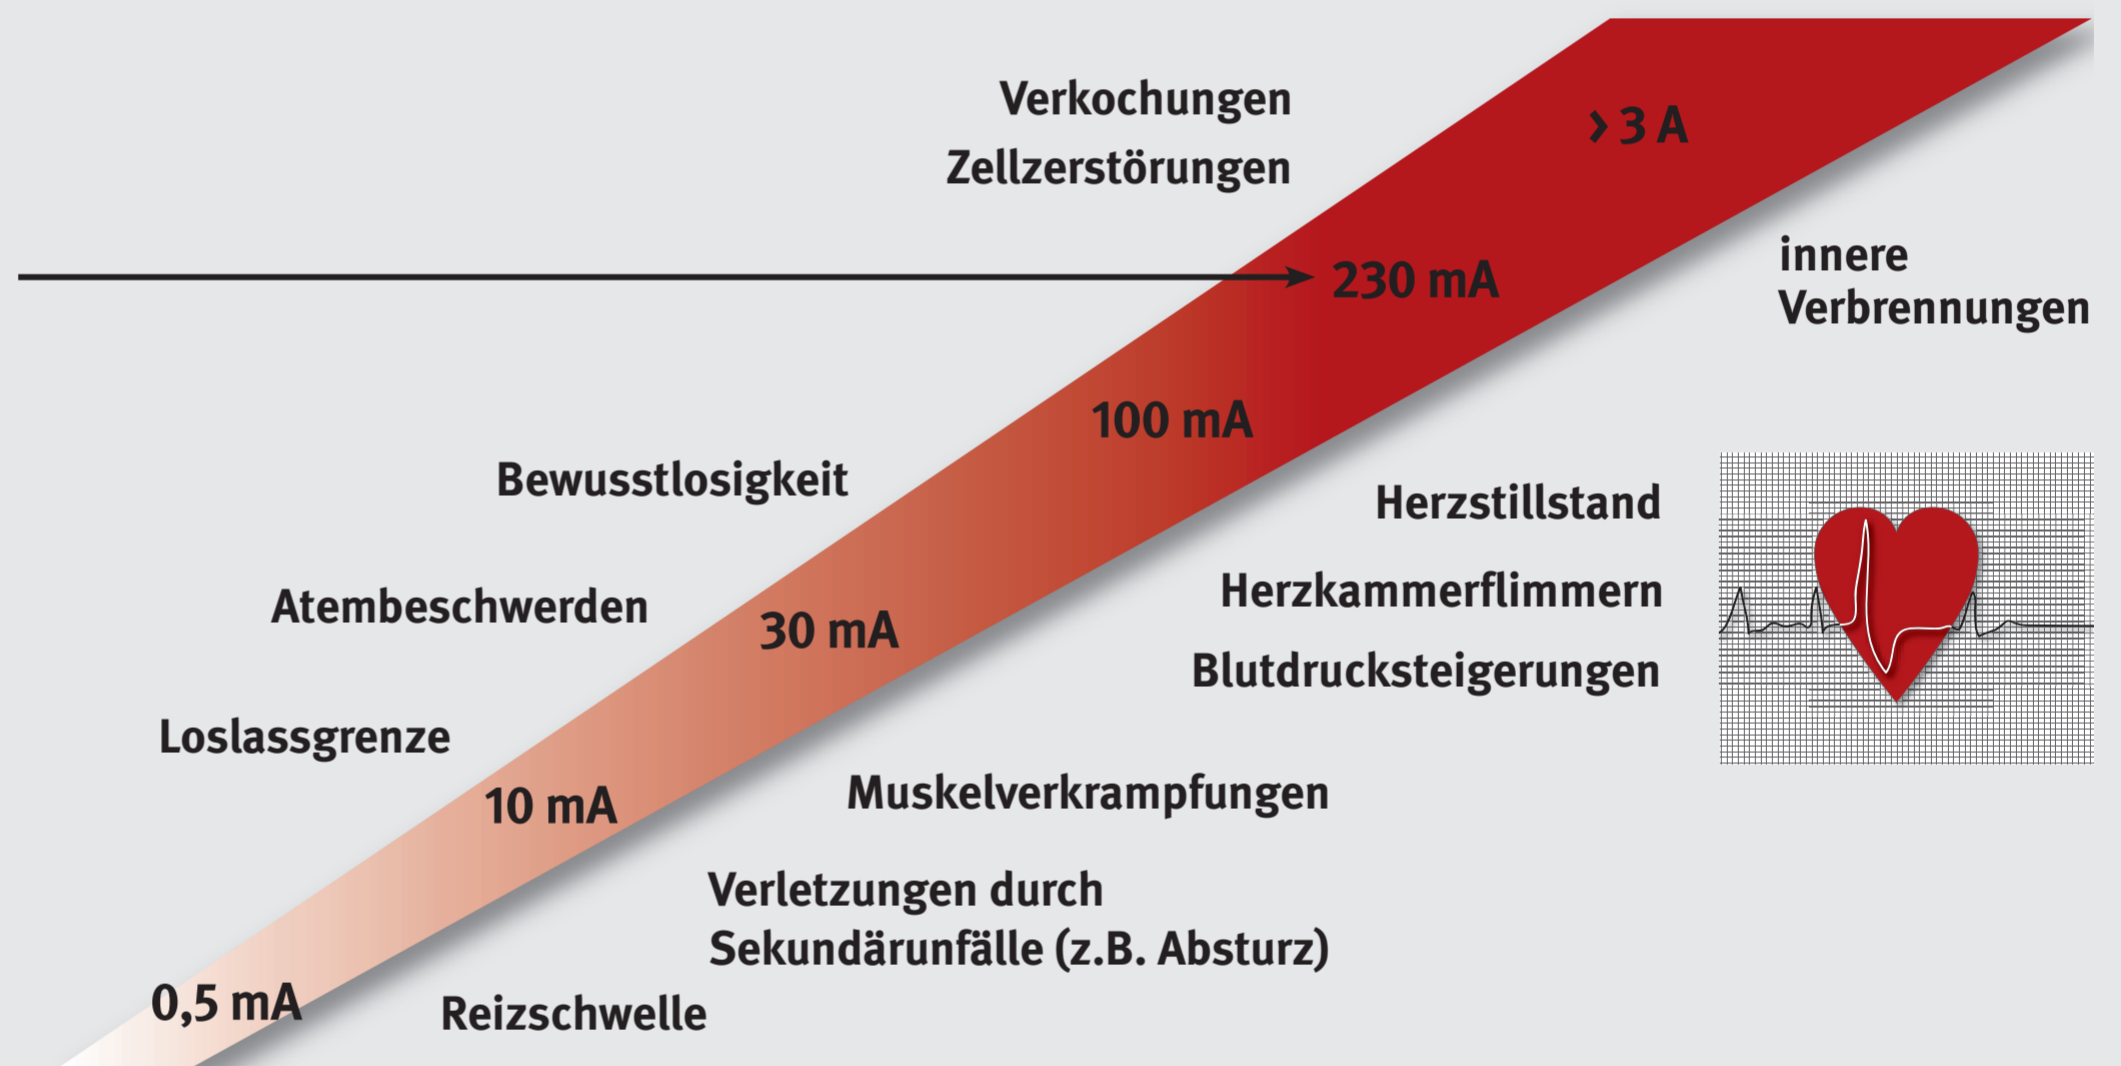 Verkochungen
› 3 A
Zellzerstörungen
innere
Verbrennungen
230 mA
100 mA
Bewusstlosigkeit
Herzstillstand
Herzkammerflimmern
Atembeschwerden
30 mA
Blutdrucksteigerungen
Loslassgrenze
10 mA
Muskelverkrampfungen
Verletzungen durch
Sekundärunfälle (z.B. Absturz)
0,5 mA
Reizschwelle